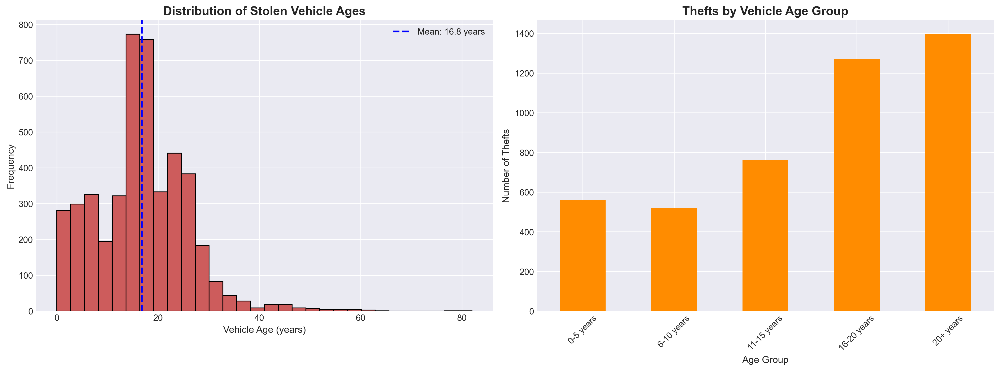 Distribution of Stolen Vehicle Ages
800
700
600
500
400
300
200
100
0
Frequency
Mean: 16.8 years
0
20
40
60
80
Vehicle Age (years)
Thefts by Vehicle Age Group
1400
1200
1000
800
600
400
200
0
Number of Thefts
0-5 years
6-10 years
11-15 years
16-20 years
20+ years
Age Group